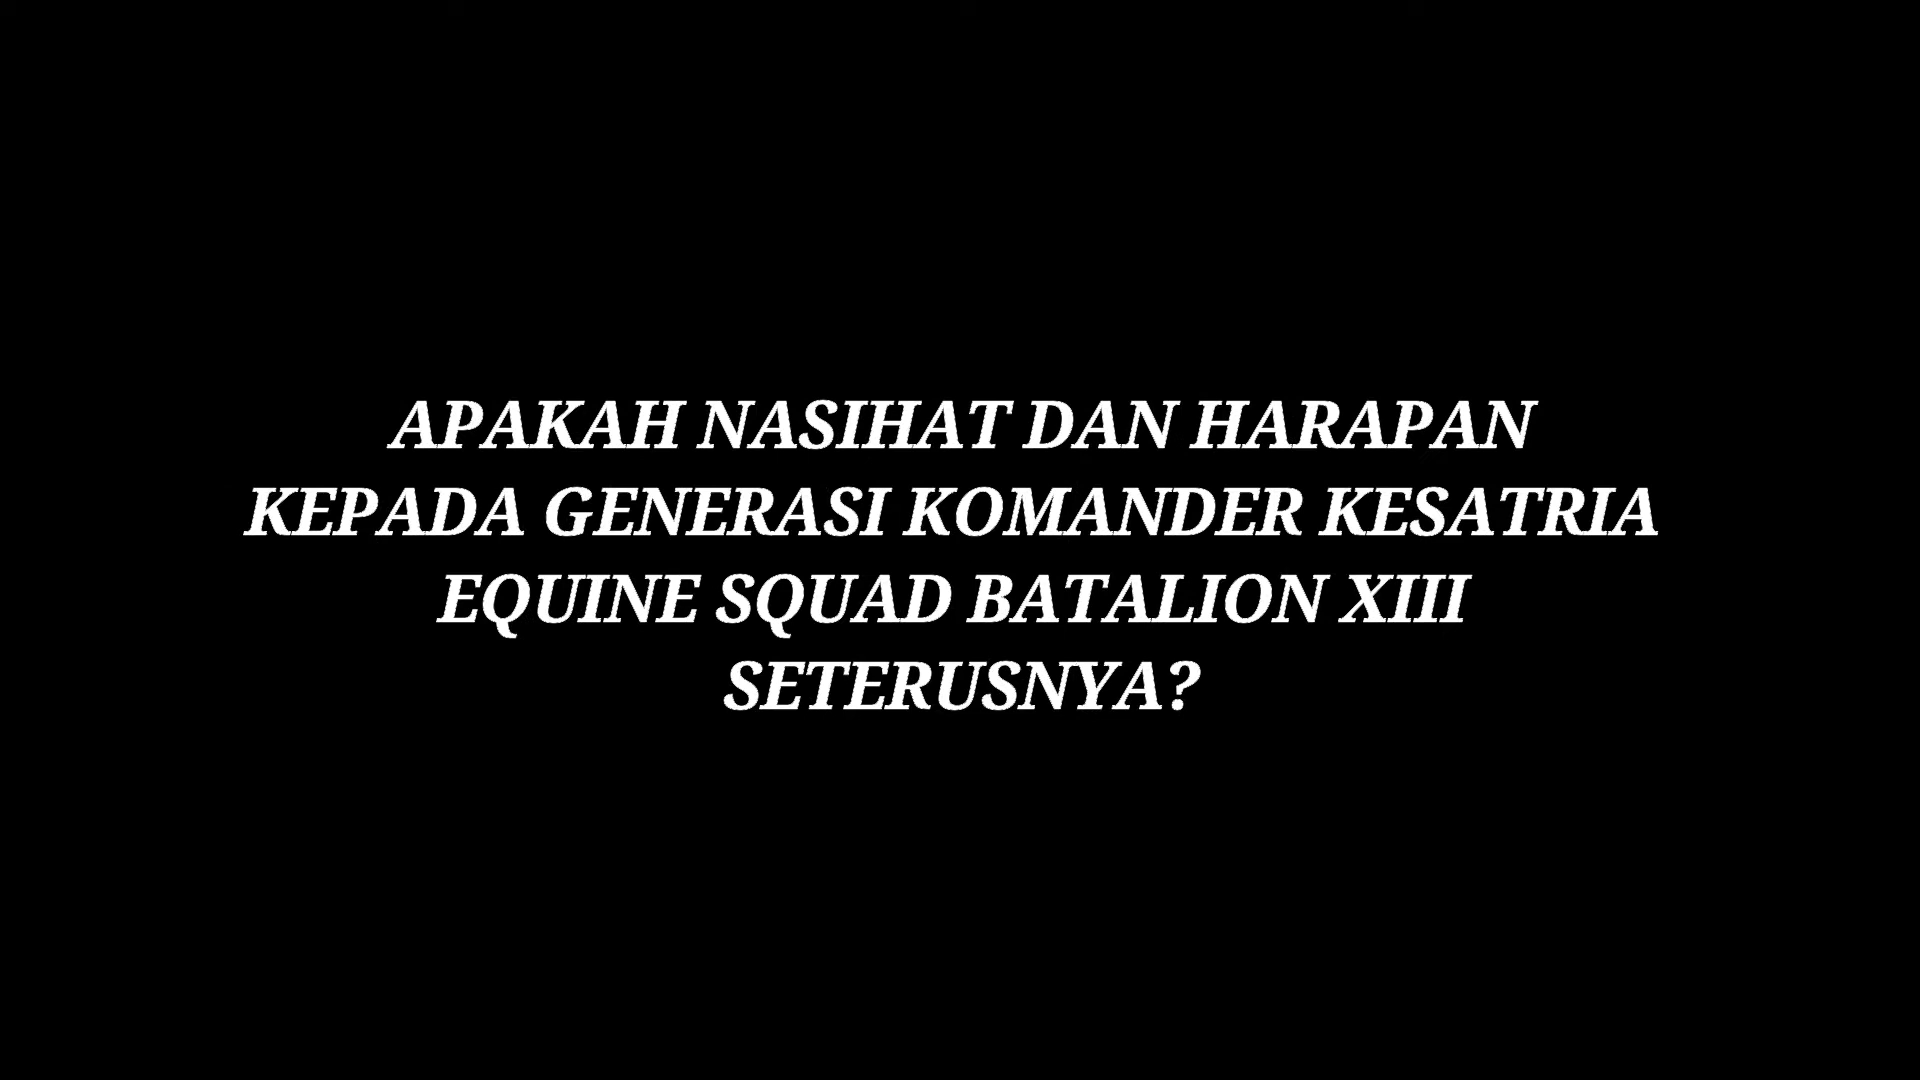 APAKAH NASIHAT DAN HARAPAN
KEPADA GENERASI KOMANDER KESATRIA
EQUINE SQUAD BATALION XIII
SETERUSNYA?